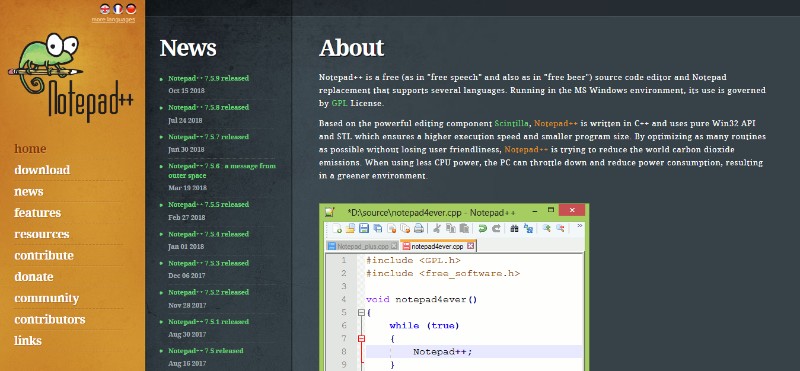 more languages
Notepad++
home
download
news
features
resources
contribute
donate
community
contributors
links
News
Notepad++ 7.5.9 released
Oct 15 2018
Notepad++ 7.5.8 released
Jul 24 2018
Notepad++ 7.5.7 released
Jun 30 2018
Notepad++ 7.5.6 : a message from
outer space
Mar 19 2018
Notepad++ 7.5.5 released
Feb 27 2018
Notepad++ 7.5.4 released
Jan 01 2018
Notepad++ 7.5.3 released
Dec 06 2017
Notepad++ 7.5.2 released
Nov 28 2017
Notepad++ 7.5.1 released
Aug 30 2017
Notepad++ 7.5 released
Aug 16 2017
About
Notepad++ is a free (as in "free speech" and also as in "free beer") source code editor and Notepad
replacement that supports several languages. Running in the MS Windows environment, its use is governed
by GPL License.
Based on the powerful editing component Scintilla, Notepad++ is written in C++ and uses pure Win32 API
and STL which ensures a higher execution speed and smaller program size. By optimizing as many routines
as possible without losing user friendliness, Notepad++ is trying to reduce the world carbon dioxide
emissions. When using less CPU power, the PC can throttle down and reduce power consumption, resulting
in a greener environment.
*D:\source\notepad4ever.cpp - Notepad++
Notepad_plus.cpp
notepad4ever.cpp
1 #include <GPL.h>
2 #include <free_software.h>
3
4 void notepad4ever()
5 {
6 while (true)
7 {
8 Notepad++;
9 }